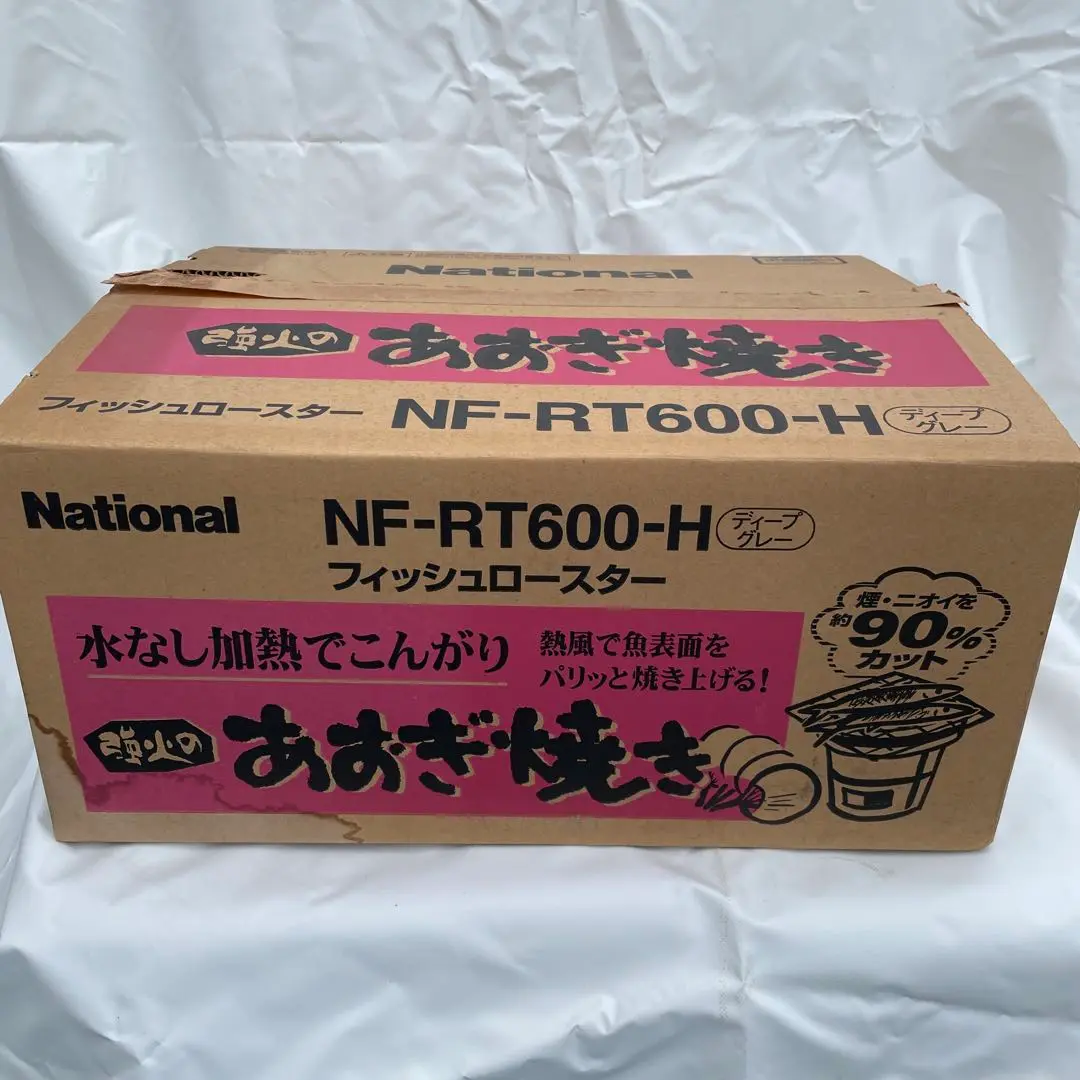 National
強火の
あおぎ焼き
フィッシュロースター NF-RT600-H ディープ
グレー
National
NF-RT600-H ディープ
グレー
フィッシュロースター
煙・ニオイを
約90%
カット
水なし加熱でこんがり
熱風で魚表面を
パリッと焼き上げる!
強火の
あおぎ焼き